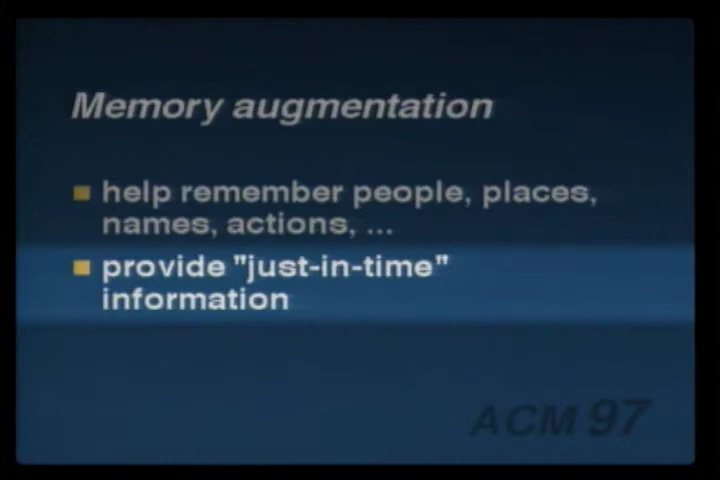 Memory augmentation
■ help remember people, places,
names, actions, ...
■ provide "just-in-time"
information
ACM 97